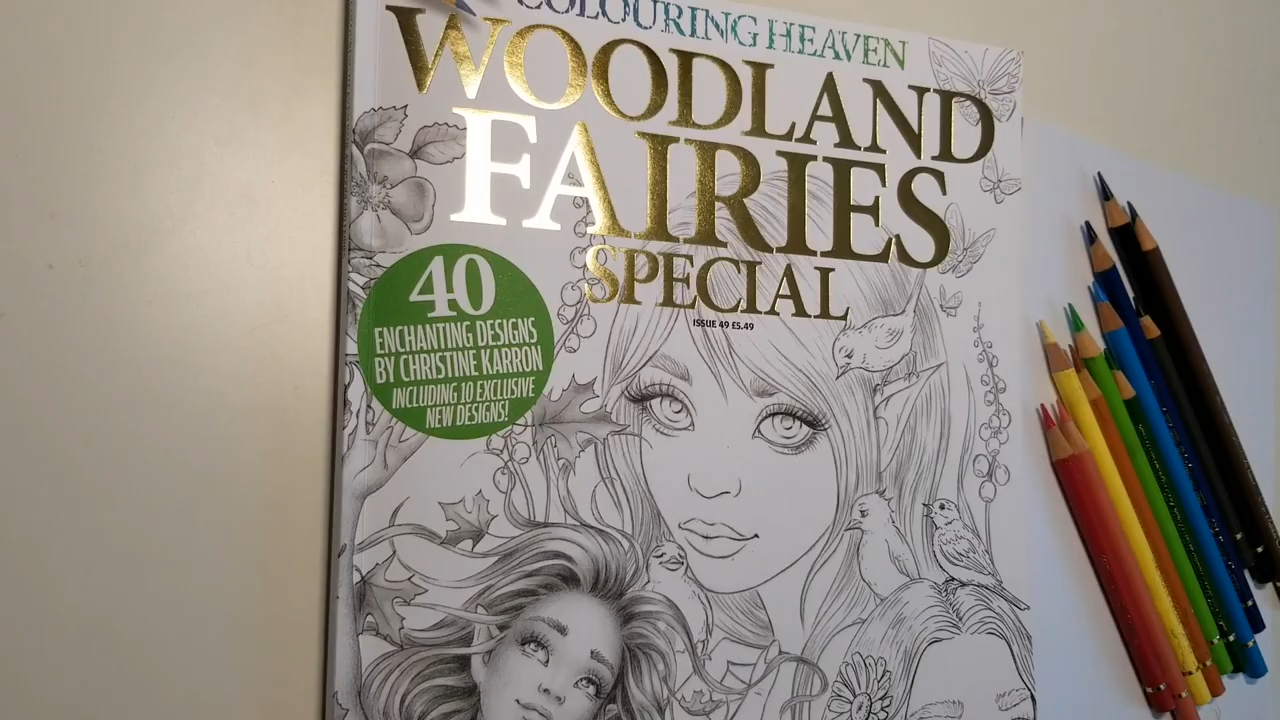 COLOURING HEAVEN
WOODLAND
FAIRIES
SPECIAL
ISSUE 49 £5.49
40
ENCHANTING DESIGNS
BY CHRISTINE KARRON
INCLUDING 10 EXCLUSIVE
NEW DESIGNS!